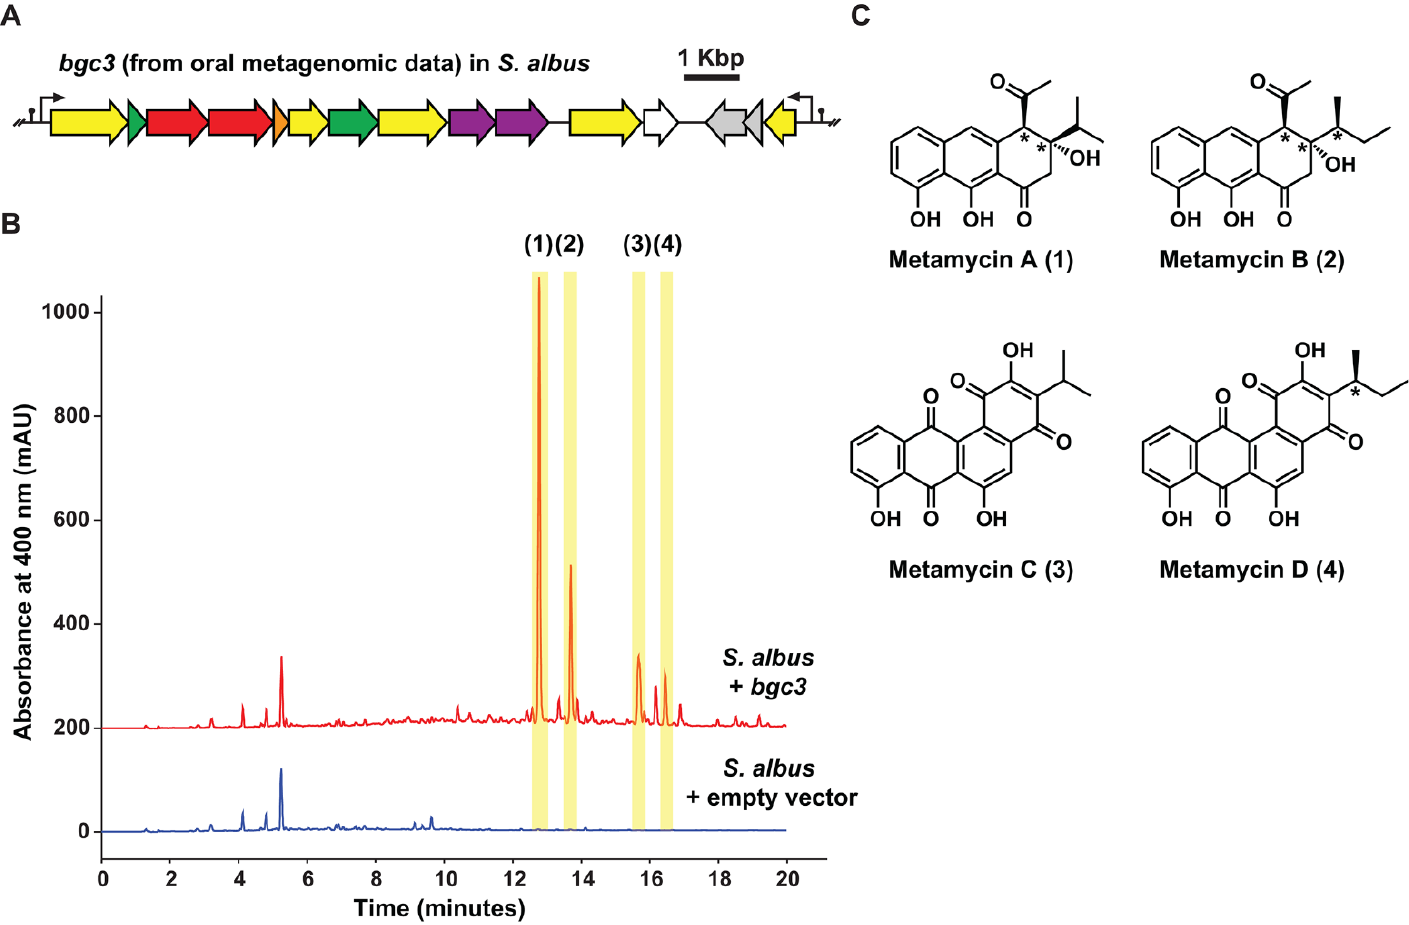 A
bgc3 (from oral metagenomic data) in S. albus
1 Kbp
B
(1) (2) (3) (4)
1000
800
600
400
200
0
Absorbance at 400 nm (mAU)
S. albus
+ bgc3
S. albus
+ empty vector
0 2 4 6 8 10 12 14 16 18 20
Time (minutes)
C
O
* *
OH
OH OH O
Metamycin A (1)
O
* * *
OH
OH OH O
Metamycin B (2)
OH
O
O
O
OH O OH
Metamycin C (3)
OH
O
O
*
O
OH O OH
Metamycin D (4)